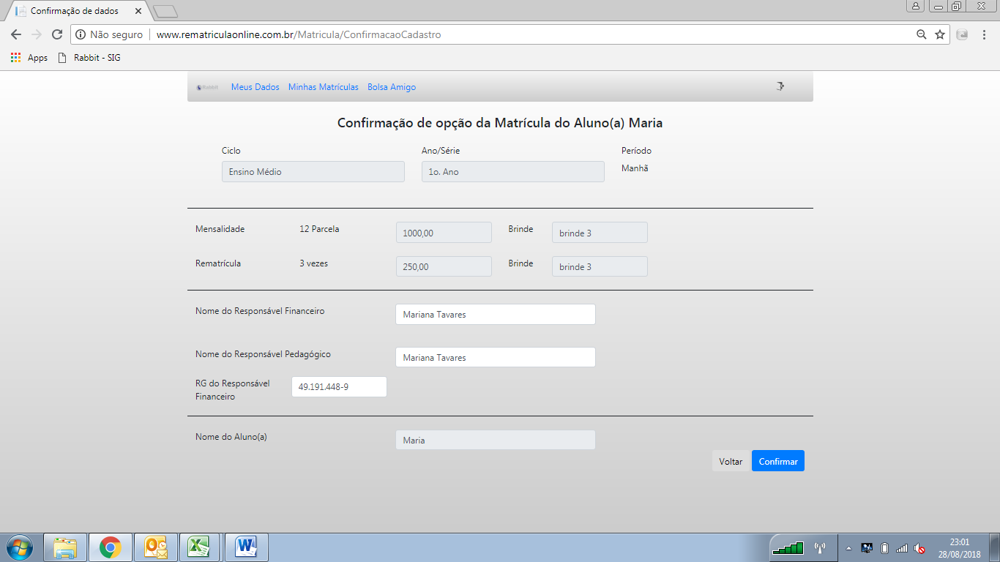 Confirmação de dados
Não seguro
www.rematriculaonline.com.br/Matricula/ConfirmacaoCadastro
Apps Rabbit - SIG
Rabbit Meus Dados Minhas Matrículas Bolsa Amigo
Confirmação de opção da Matrícula do Aluno(a) Maria
Ciclo Ano/Série Período
Ensino Médio 1o. Ano Manhã
Mensalidade 12 Parcela 1000,00 Brinde brinde 3
Rematrícula 3 vezes 250,00 Brinde brinde 3
Nome do Responsável Financeiro Mariana Tavares
Nome do Responsável Pedagógico Mariana Tavares
RG do Responsável
Financeiro
49.191.448-9
Nome do Aluno(a) Maria
Voltar Confirmar
23:01
28/08/2018